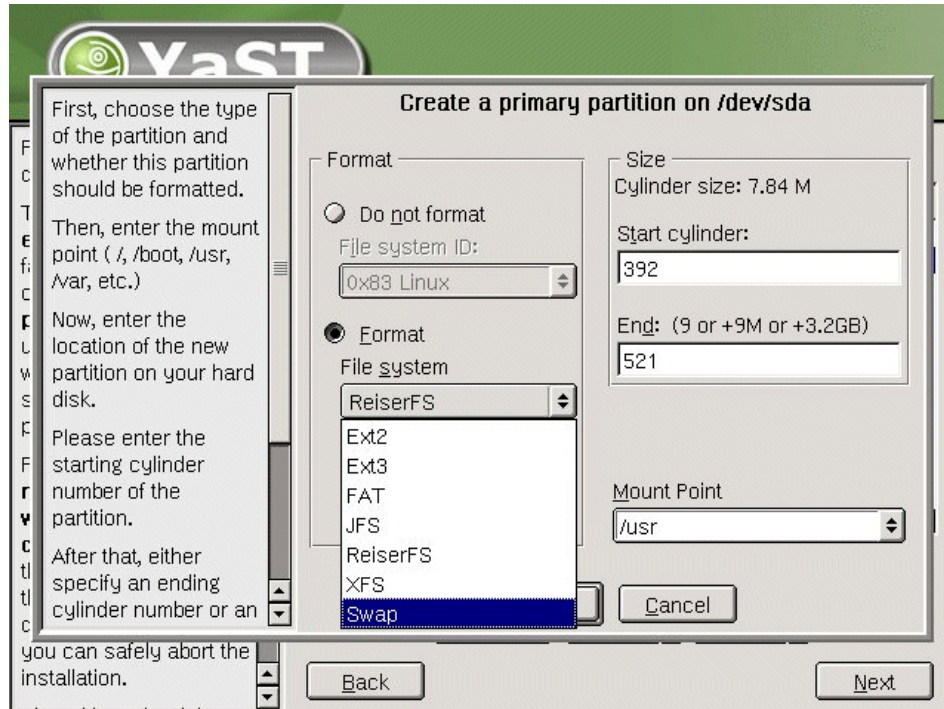 YaST
Create a primary partition on /dev/sda
First, choose the type
of the partition and
whether this partition
should be formatted.
Then, enter the mount
point ( /, /boot, /usr,
/var, etc.)
Now, enter the
location of the new
partition on your hard
disk.
Please enter the
starting cylinder
number of the
partition.
After that, either
specify an ending
cylinder number or an
Format
Do not format
File system ID:
0x83 Linux
Format
File system
ReiserFS
Ext2
Ext3
FAT
JFS
ReiserFS
XFS
Swap
Size
Cylinder size: 7.84 M
Start cylinder:
392
End: (9 or +9M or +3.2GB)
521
Mount Point
/usr
Cancel
you can safely abort the
installation.
Back
Next